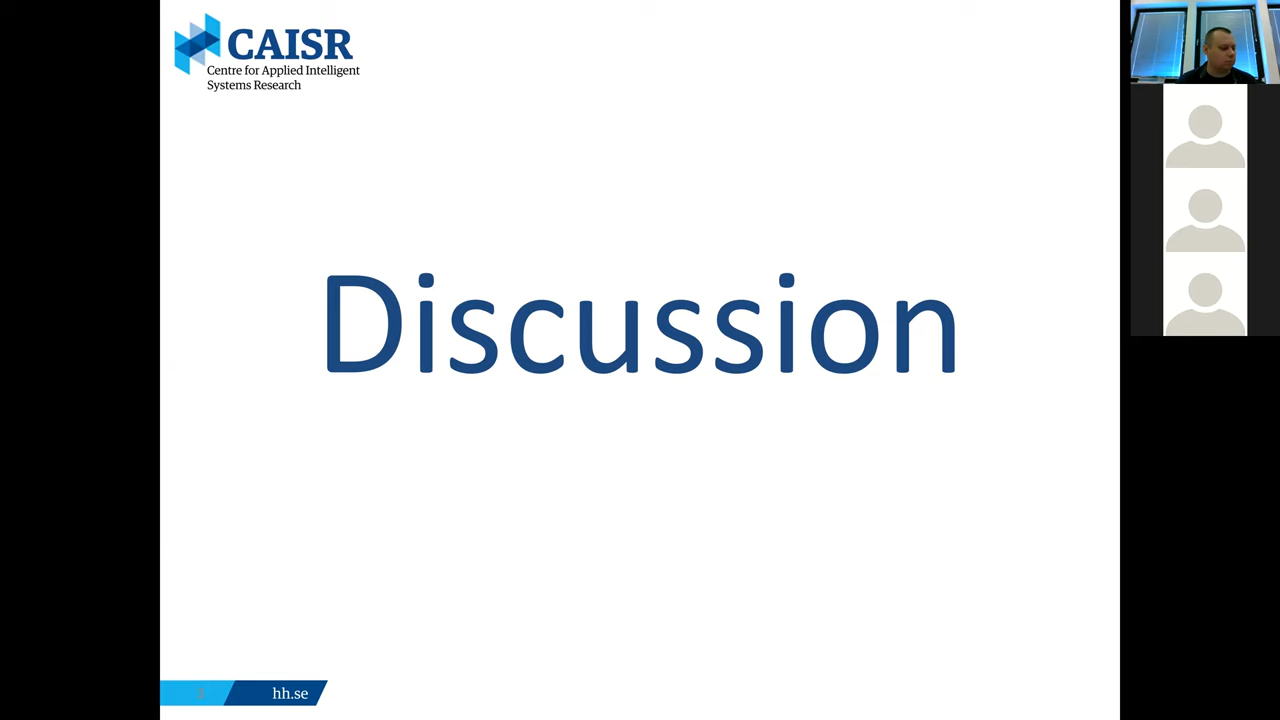 CAISR
Centre for Applied Intelligent
Systems Research
Discussion
hh.se